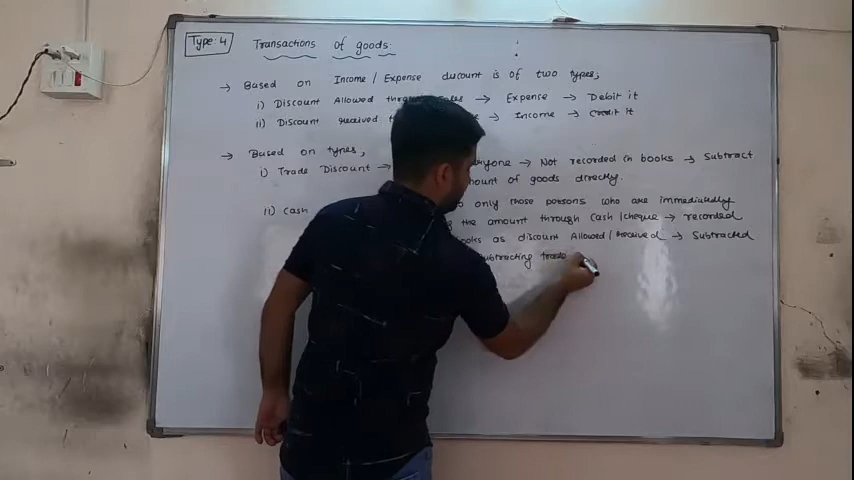 Type: 4 Transactions of goods:
→ Based on Income / Expense discount is of two types,
i) Discount Allowed → Expense → Debit it
ii) Discount received → Income → Credit it
→ Based on types,
i) Trade Discount → → Not recorded in books → Subtract
of goods directly.
ii) Cash only those persons who are immediately
the amount through Cash / cheque → recorded
as discount Allowed / received → Subtracted
subtracting trade